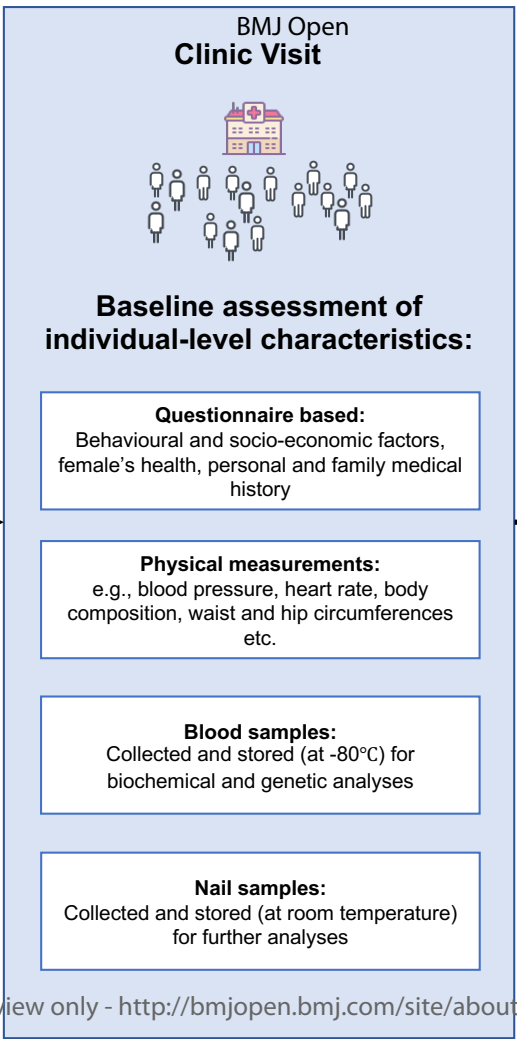 BMJ Open
Clinic Visit
Baseline assessment of
individual-level characteristics:
Questionnaire based:
Behavioural and socio-economic factors,
female's health, personal and family medical
history
Physical measurements:
e.g., blood pressure, heart rate, body
composition, waist and hip circumferences
etc.
Blood samples:
Collected and stored (at -80℃) for
biochemical and genetic analyses
Nail samples:
Collected and stored (at room temperature)
for further analyses
view only - http://bmjopen.bmj.com/site/about